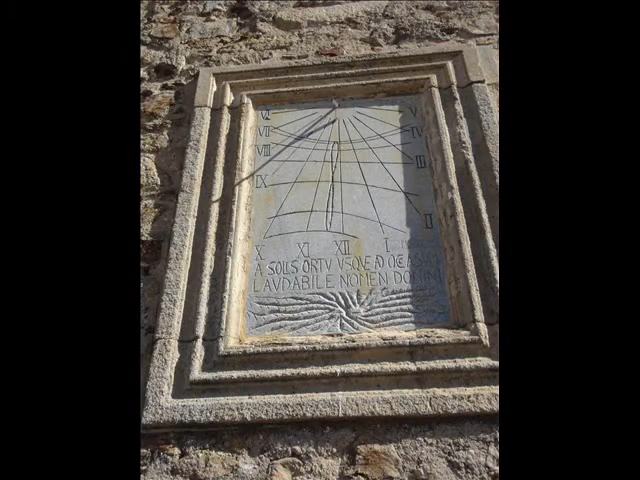 VI V
VII IV
VIII III
IX
II
X XI XII I
A SOLIS ORTV VSQVE AD
LAVDABILE NOMEN DOMINI